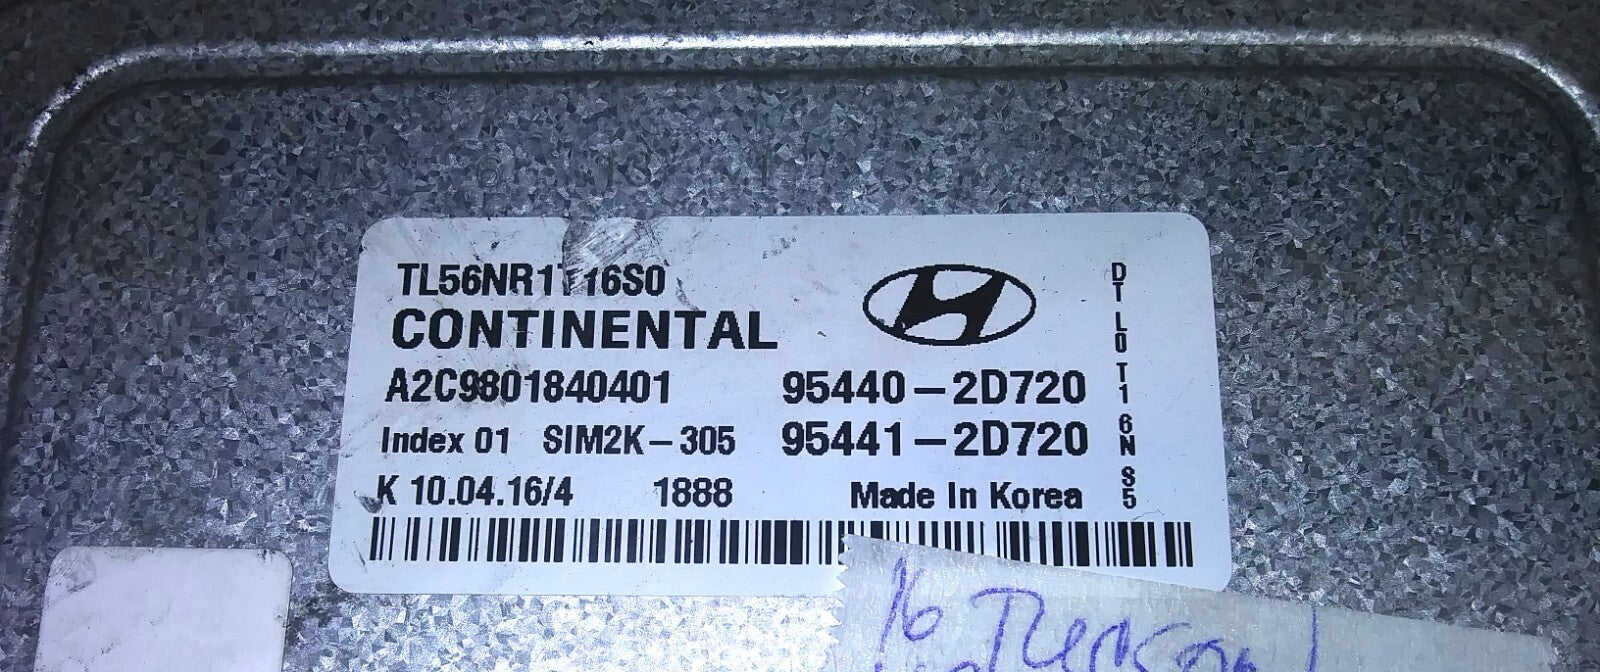 TL56NR1T16S0
CONTINENTAL
A2C9801840401 95440-2D720
Index 01 SIM2K-305 95441-2D720
K 10.04.16/4 1888 Made In Korea
DT L0 T1 6N S5
16